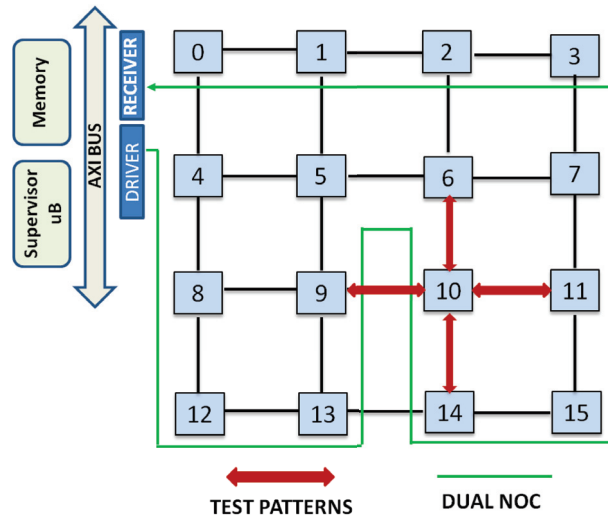 Memory
Supervisor
uB
AXI BUS
RECEIVER
DRIVER
0
1
2
3
4
5
6
7
8
9
10
11
12
13
14
15
TEST PATTERNS
DUAL NOC